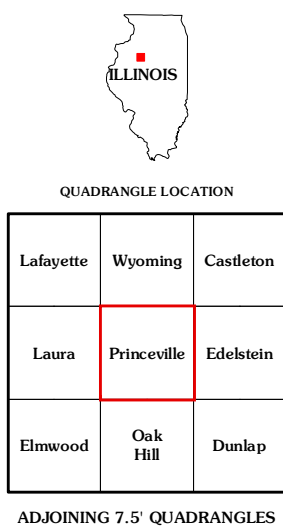 ILLINOIS
QUADRANGLE LOCATION
Lafayette Wyoming Castleton
Laura Princeville Edelstein
Elmwood Oak Hill Dunlap
ADJOINING 7.5' QUADRANGLES